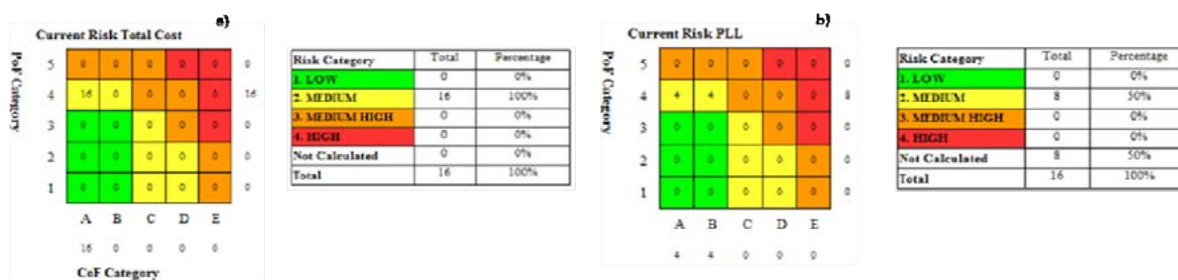 a)
Current Risk Total Cost
PoF Category
5 0 0 0 0 0 0
4 16 0 0 0 0 16
3 0 0 0 0 0 0
2 0 0 0 0 0 0
1 0 0 0 0 0 0
A B C D E
16 0 0 0 0
CoF Category
Risk Category Total Percentage
1. LOW 0 0%
2. MEDIUM 16 100%
3. MEDIUM HIGH 0 0%
4. HIGH 0 0%
Not Calculated 0 0%
Total 16 100%
b)
Current Risk PLL
PoF Category
5 0 0 0 0 0 0
4 4 4 0 0 0 8
3 0 0 0 0 0 0
2 0 0 0 0 0 0
1 0 0 0 0 0 0
A B C D E
4 4 0 0 0
Risk Category Total Percentage
1. LOW 0 0%
2. MEDIUM 8 50%
3. MEDIUM HIGH 0 0%
4. HIGH 0 0%
Not Calculated 8 50%
Total 16 100%